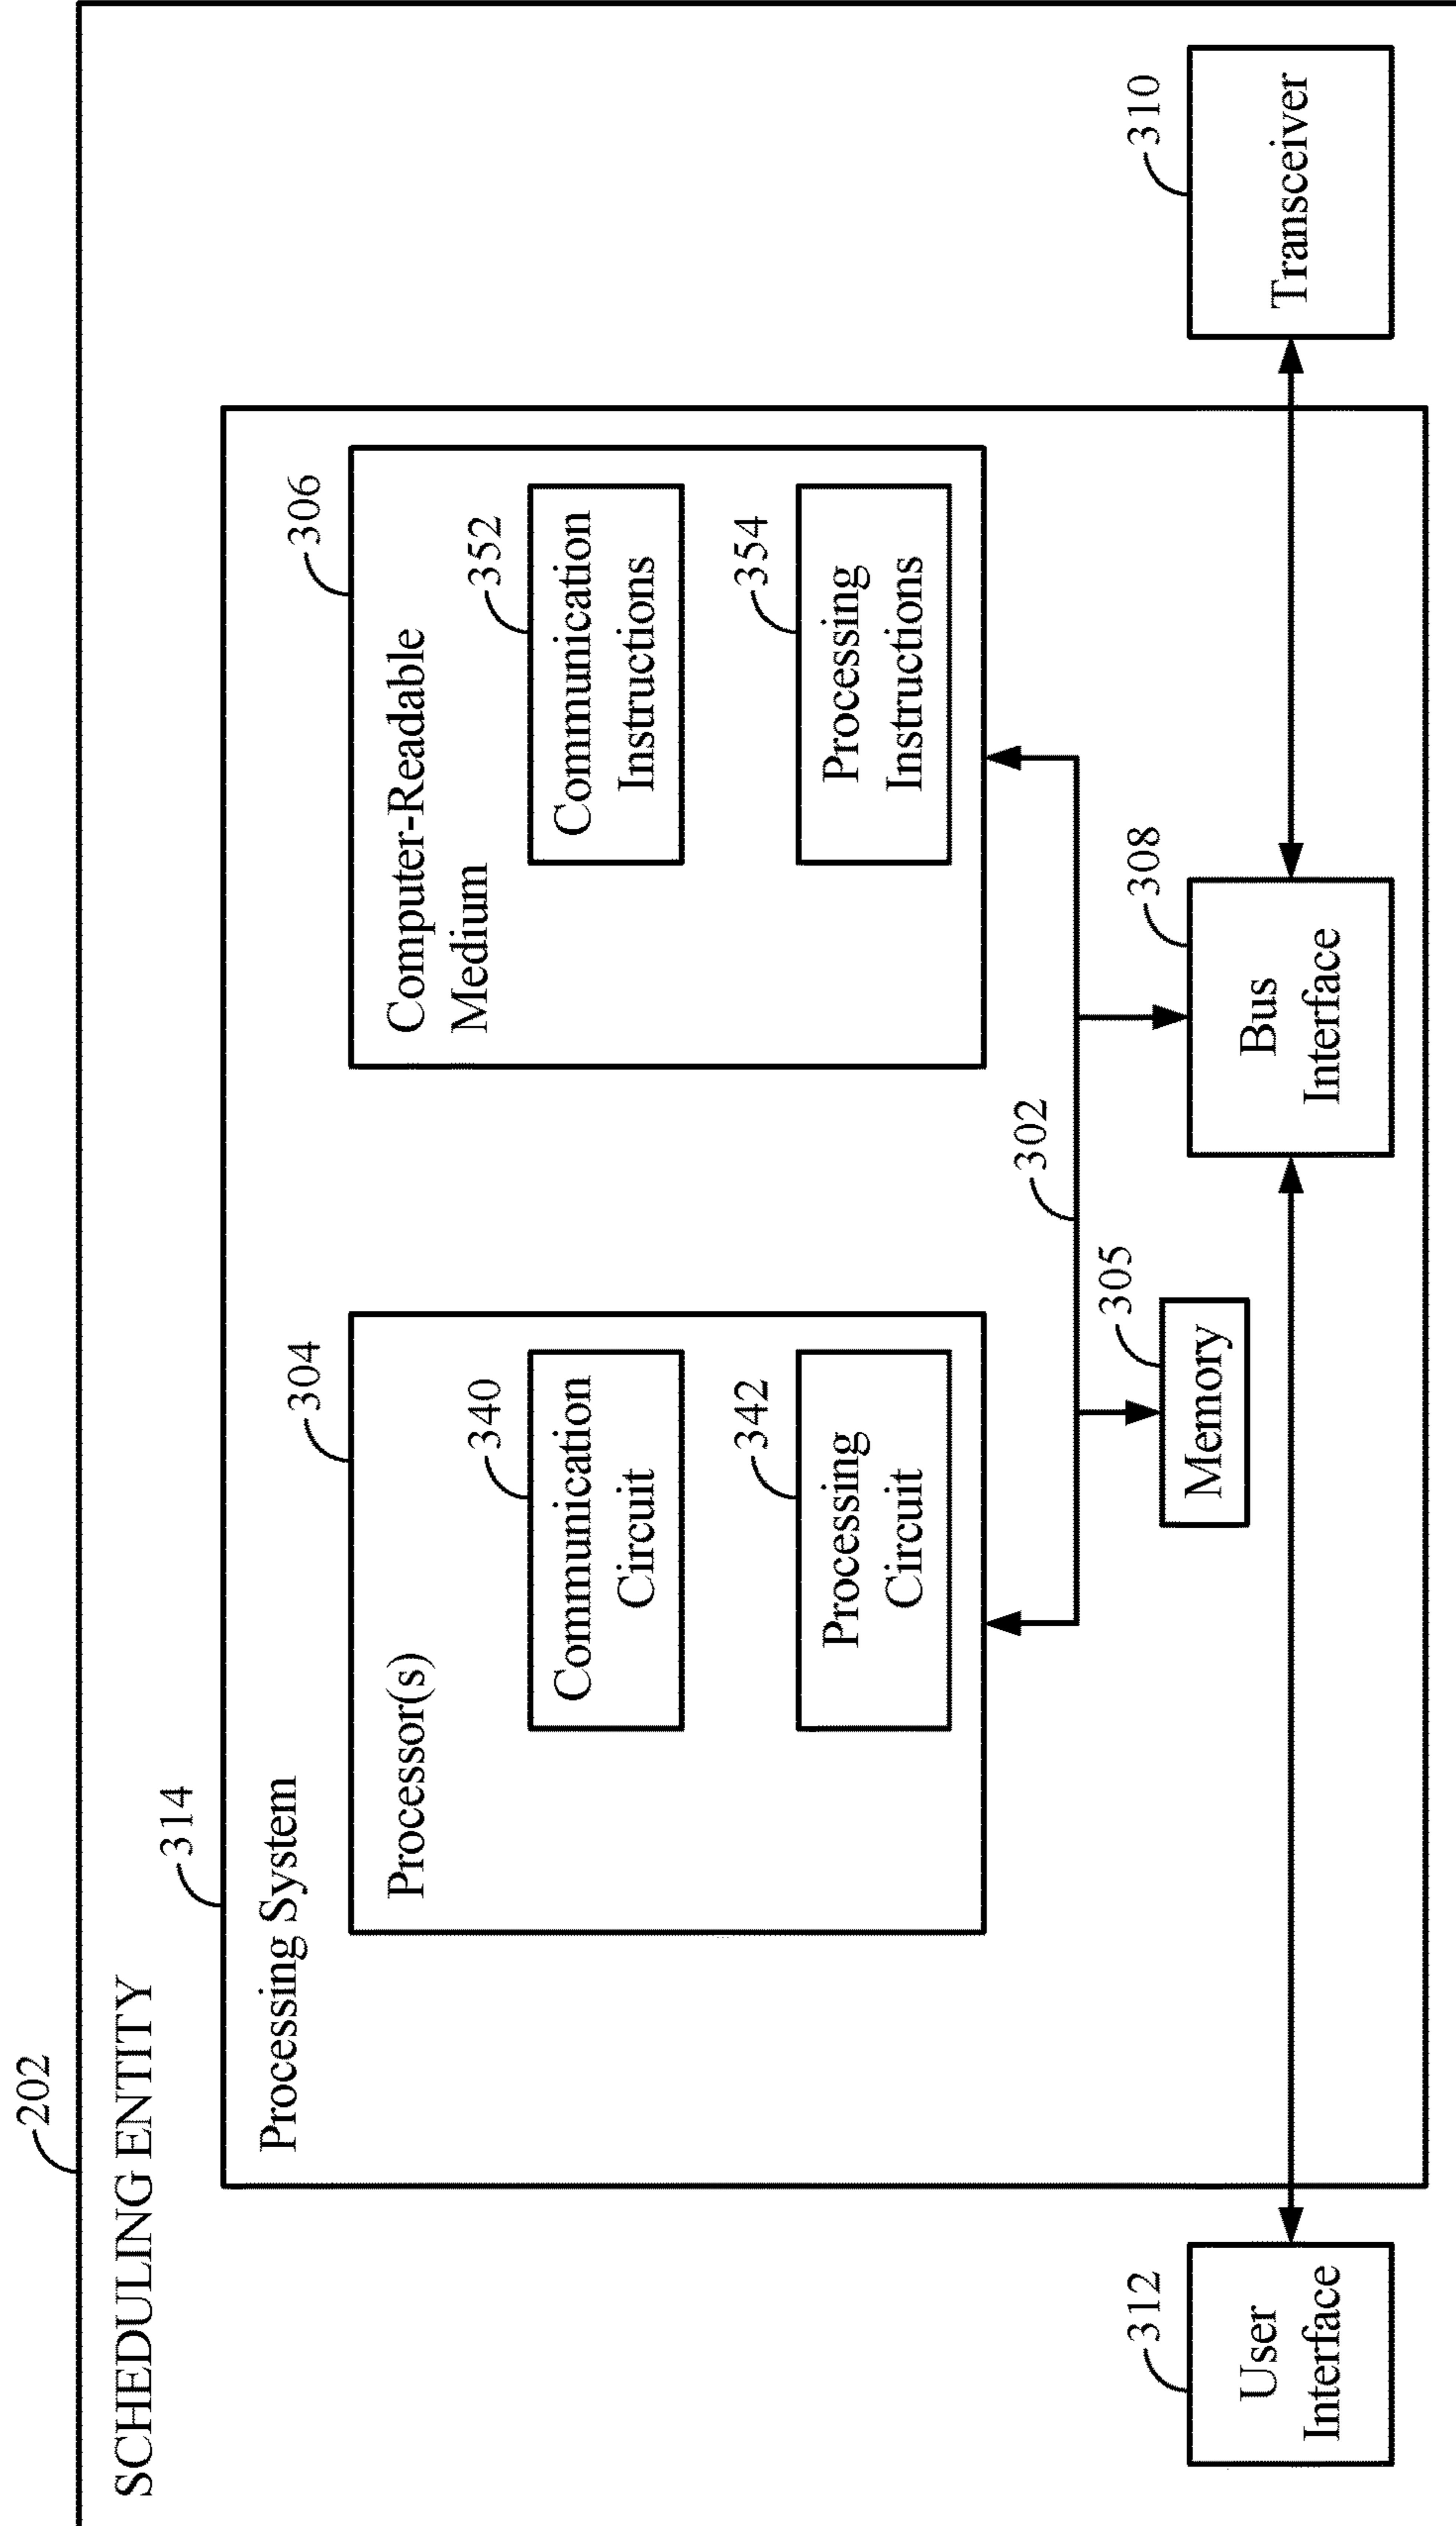 202
SCHEDULING ENTITY
314
Processing System
304
Processor(s)
340
Communication
Circuit
342
Processing
Circuit
306
Computer-Readable
Medium
352
Communication
Instructions
354
Processing
Instructions
302
305
Memory
312
User
Interface
308
Bus
Interface
310
Transceiver